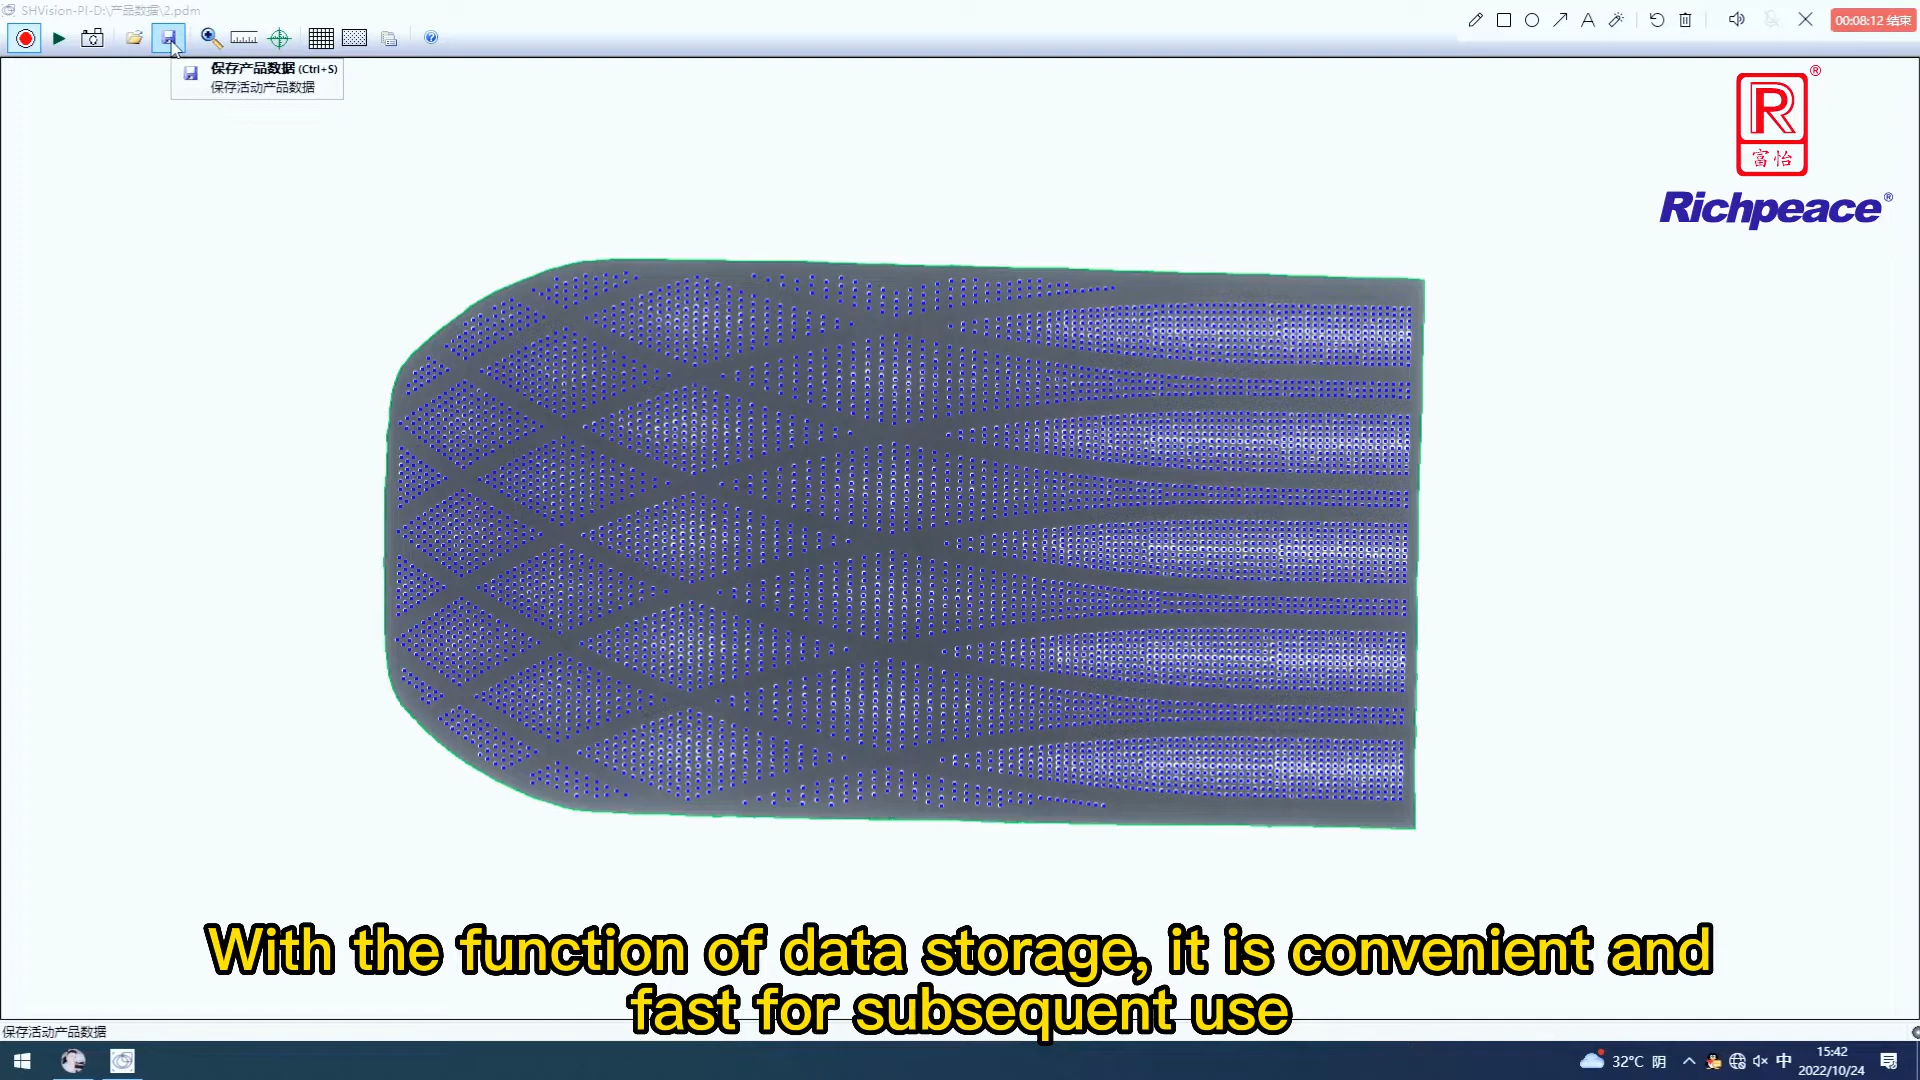 SHVision-PI-D:\产品数据\2.pdm
00:08:12 结束
保存产品数据 (Ctrl+S)
保存活动产品数据
R
®
富怡
Richpeace®
With the function of data storage, it is convenient and
fast for subsequent use
保存活动产品数据
32°C 阴
中
15:42
2022/10/24